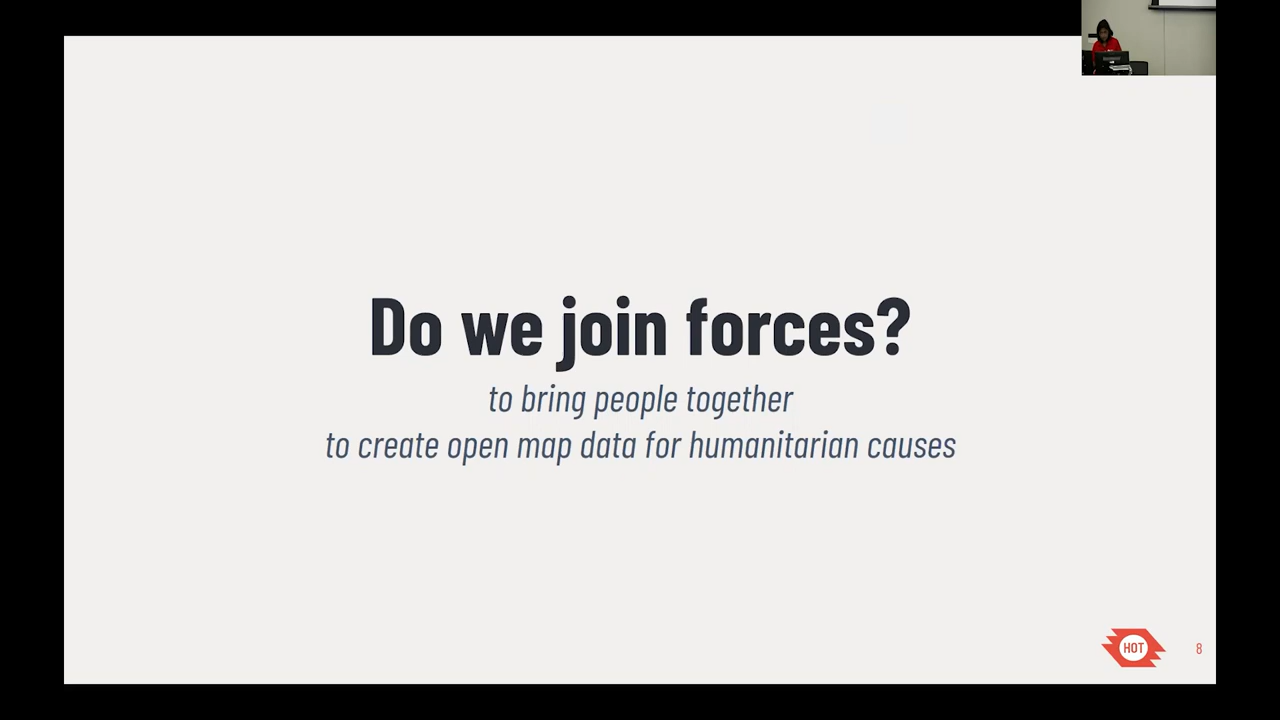 Do we join forces?
to bring people together
to create open map data for humanitarian causes
HOT
8